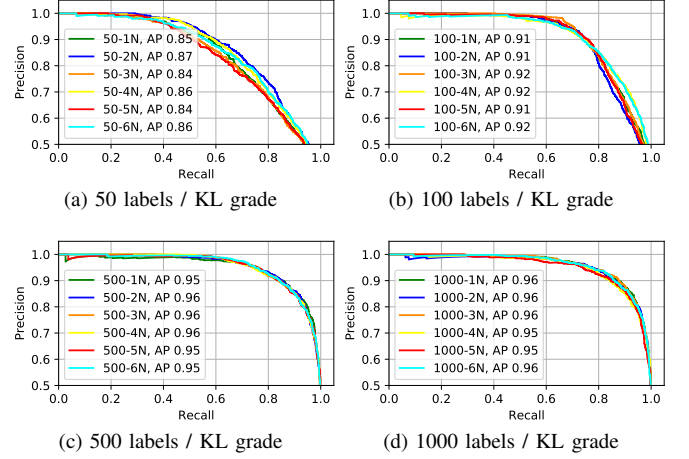 1.0
0.9
0.8
0.7
0.6
0.5
Precision
50-1N, AP 0.85
50-2N, AP 0.87
50-3N, AP 0.84
50-4N, AP 0.86
50-5N, AP 0.84
50-6N, AP 0.86
0.0 0.2 0.4 0.6 0.8 1.0
Recall
(a) 50 labels / KL grade
1.0
0.9
0.8
0.7
0.6
0.5
Precision
100-1N, AP 0.91
100-2N, AP 0.91
100-3N, AP 0.92
100-4N, AP 0.92
100-5N, AP 0.91
100-6N, AP 0.92
0.0 0.2 0.4 0.6 0.8 1.0
Recall
(b) 100 labels / KL grade
1.0
0.9
0.8
0.7
0.6
0.5
Precision
500-1N, AP 0.95
500-2N, AP 0.96
500-3N, AP 0.96
500-4N, AP 0.96
500-5N, AP 0.95
500-6N, AP 0.95
0.0 0.2 0.4 0.6 0.8 1.0
Recall
(c) 500 labels / KL grade
1.0
0.9
0.8
0.7
0.6
0.5
Precision
1000-1N, AP 0.96
1000-2N, AP 0.96
1000-3N, AP 0.96
1000-4N, AP 0.95
1000-5N, AP 0.95
1000-6N, AP 0.96
0.0 0.2 0.4 0.6 0.8 1.0
Recall
(d) 1000 labels / KL grade